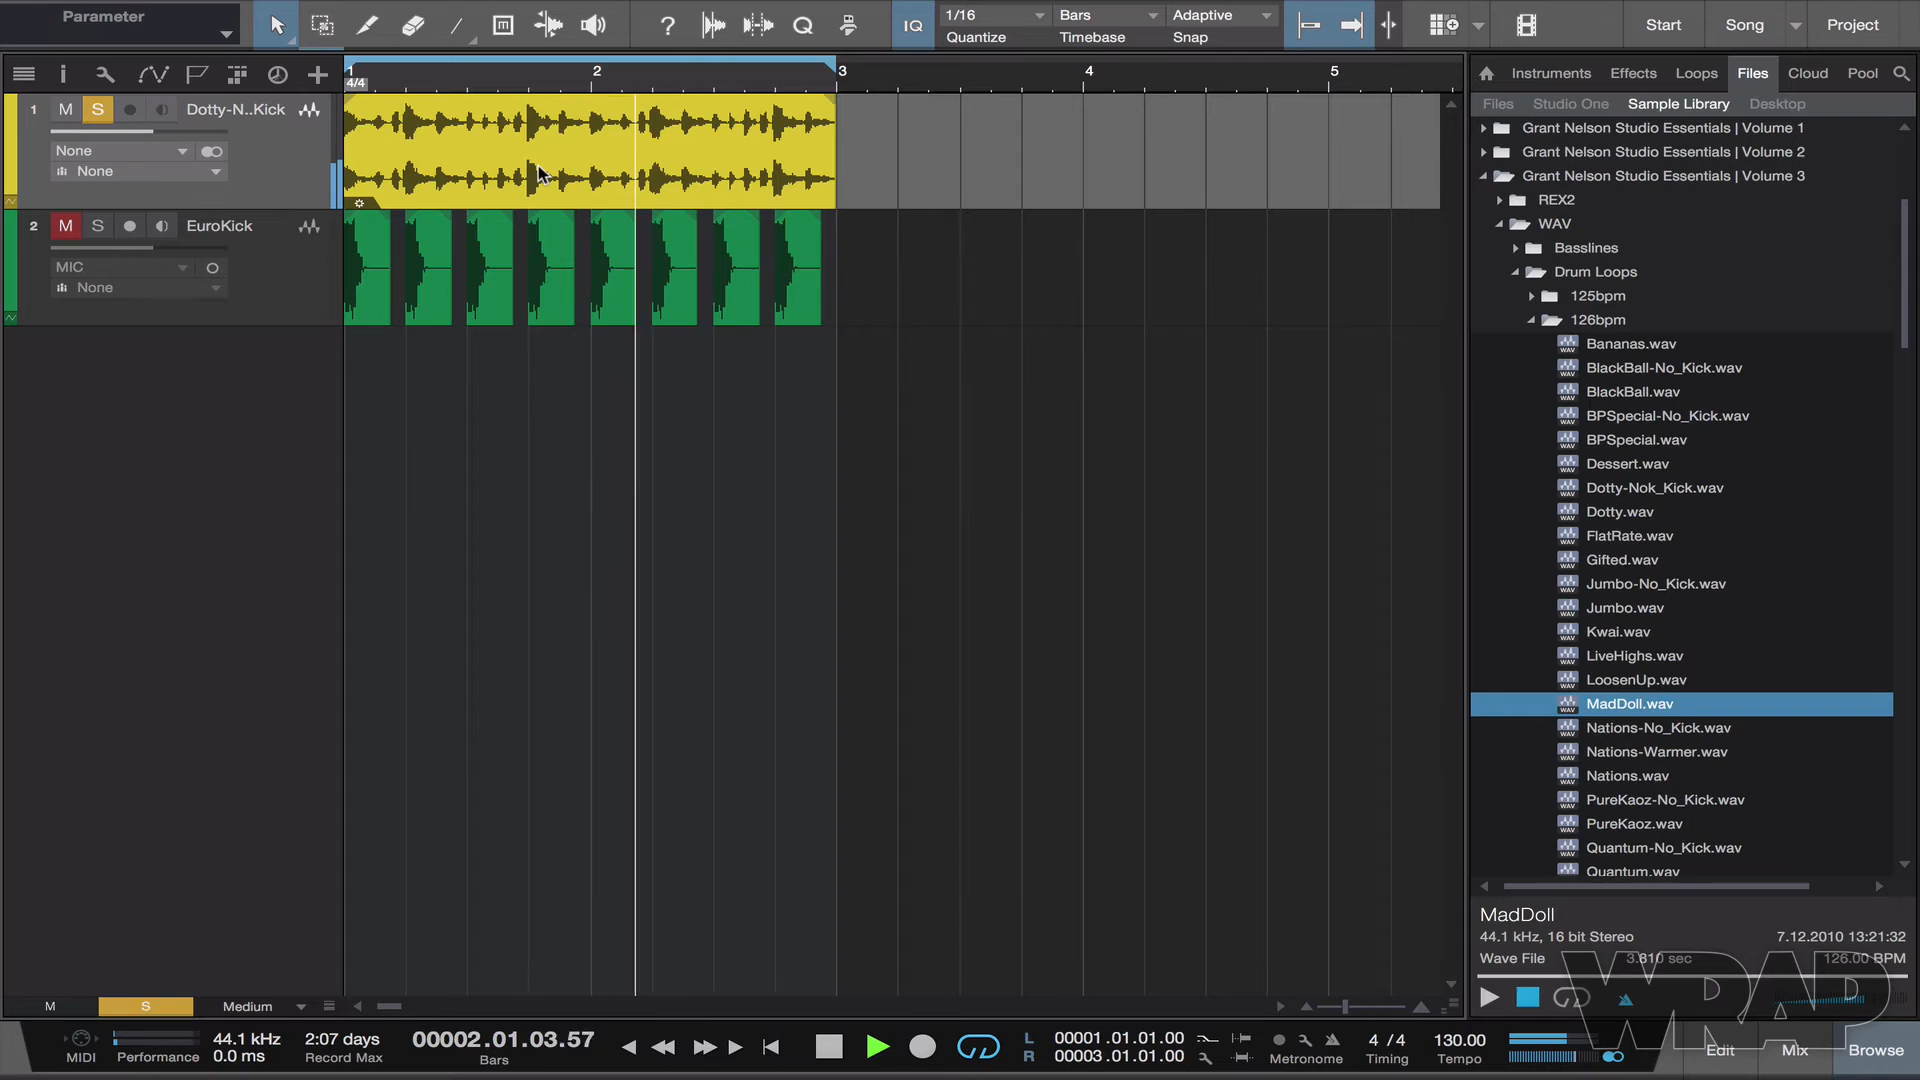 Parameter
IQ
1/16
Quantize
Bars
Timebase
Adaptive
Snap
Start
Song
Project
1
2
3
4
5
4/4
Instruments
Effects
Loops
Files
Cloud
Pool
Files
Studio One
Sample Library
Desktop
1
M
S
Dotty-N..Kick
None
None
2
M
S
EuroKick
MIC
None
Grant Nelson Studio Essentials | Volume 1
Grant Nelson Studio Essentials | Volume 2
Grant Nelson Studio Essentials | Volume 3
REX2
WAV
Basslines
Drum Loops
125bpm
126bpm
Bananas.wav
BlackBall-No_Kick.wav
BlackBall.wav
BPSpecial-No_Kick.wav
BPSpecial.wav
Dessert.wav
Dotty-Nok_Kick.wav
Dotty.wav
FlatRate.wav
Gifted.wav
Jumbo-No_Kick.wav
Jumbo.wav
Kwai.wav
LiveHighs.wav
LoosenUp.wav
MadDoll.wav
Nations-No_Kick.wav
Nations-Warmer.wav
Nations.wav
PureKaoz-No_Kick.wav
PureKaoz.wav
Quantum-No_Kick.wav
Quantum.wav
MadDoll
44.1 kHz, 16 bit Stereo
7.12.2010 13:21:32
Wave File
3.810 sec
126.00 BPM
WRAP
M
S
Medium
MIDI
Performance
44.1 kHz
0.0 ms
2:07 days
Record Max
00002.01.03.57
Bars
L
00001.01.01.00
R
00003.01.01.00
Metronome
4 / 4
Timing
130.00
Tempo
Edit
Mix
Browse